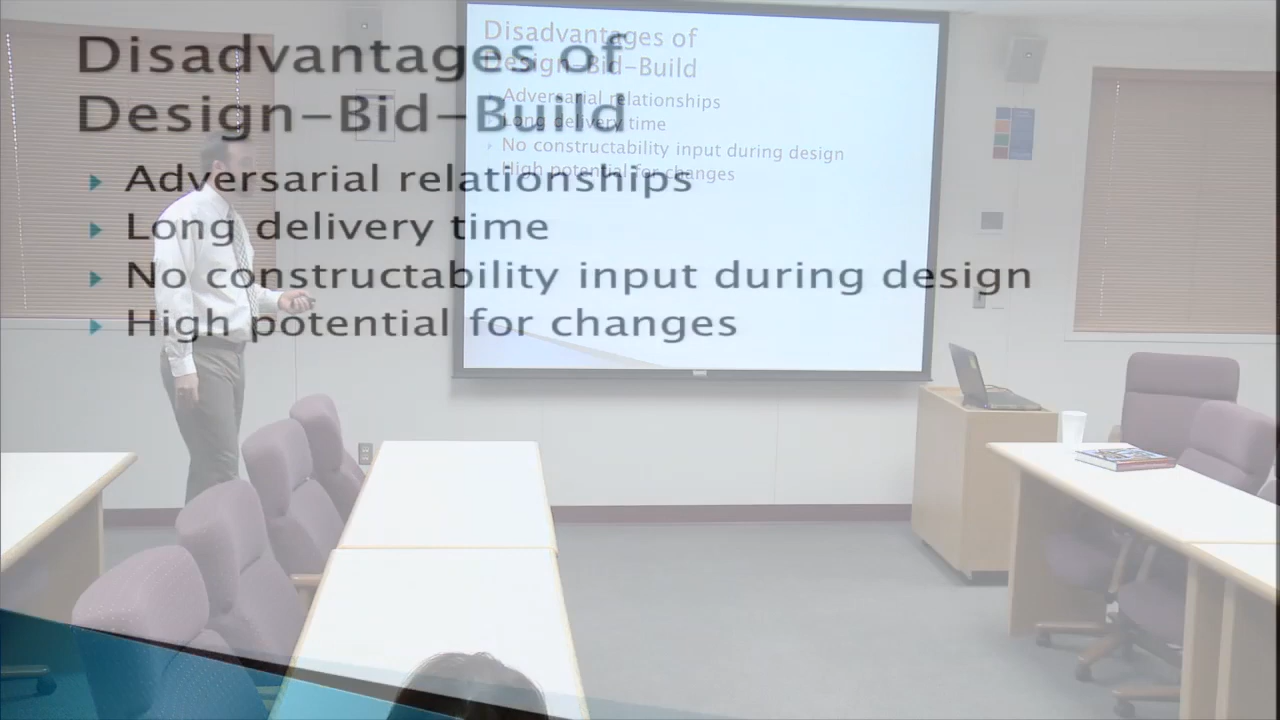 Disadvantages of
Design-Bid-Build
Adversarial relationships
Long delivery time
No constructability input during design
High potential for changes
Disadvantages of
Design-Bid-Build
Adversarial relationships
Long delivery time
No constructability input during design
High potential for changes